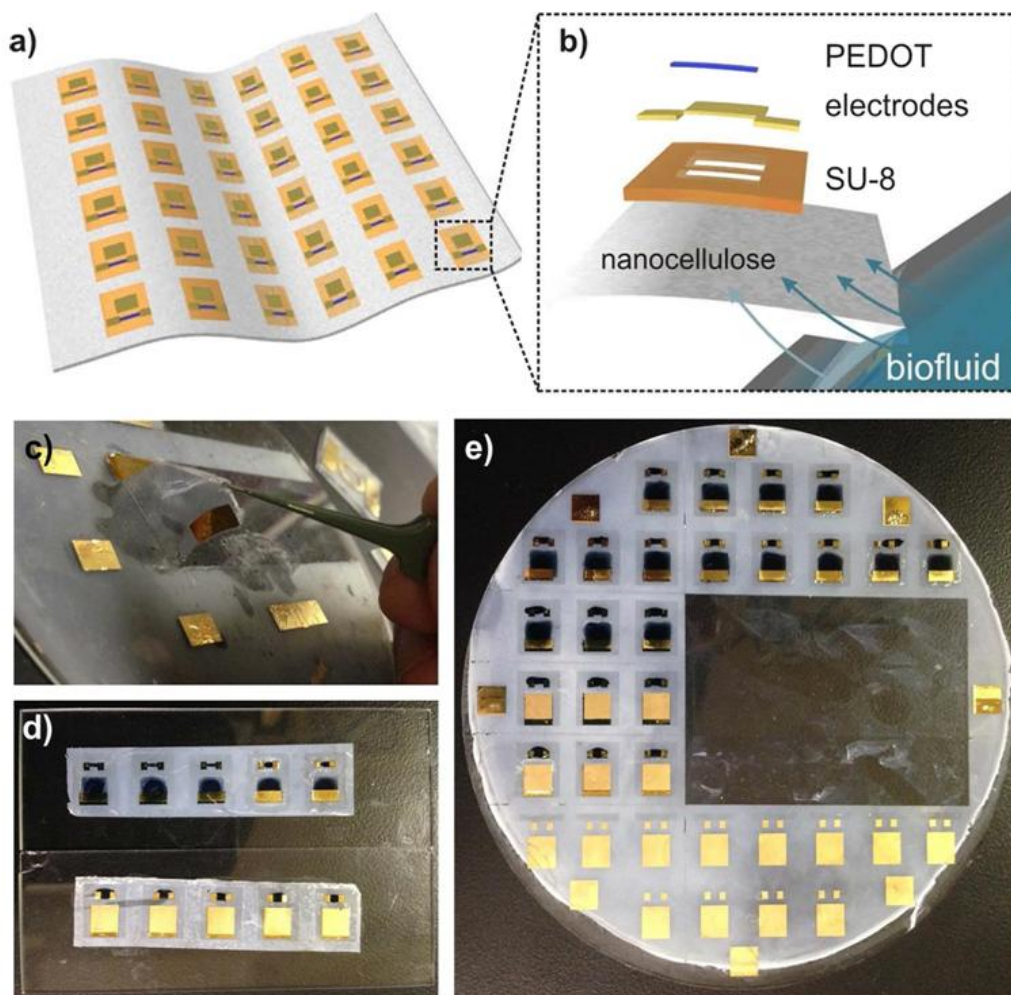 a)
b)
PEDOT
electrodes
SU-8
nanocellulose
biofluid
c)
d)
e)